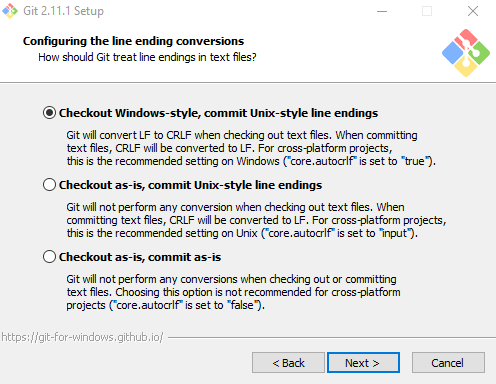 Git 2.11.1 Setup
Configuring the line ending conversions
How should Git treat line endings in text files?
Checkout Windows-style, commit Unix-style line endings
Git will convert LF to CRLF when checking out text files. When committing
text files, CRLF will be converted to LF. For cross-platform projects,
this is the recommended setting on Windows ("core.autocrlf" is set to "true").
Checkout as-is, commit Unix-style line endings
Git will not perform any conversion when checking out text files. When
committing text files, CRLF will be converted to LF. For cross-platform projects,
this is the recommended setting on Unix ("core.autocrlf" is set to "input").
Checkout as-is, commit as-is
Git will not perform any conversions when checking out or committing
text files. Choosing this option is not recommended for cross-platform
projects ("core.autocrlf" is set to "false").
https://git-for-windows.github.io/
< Back
Next >
Cancel